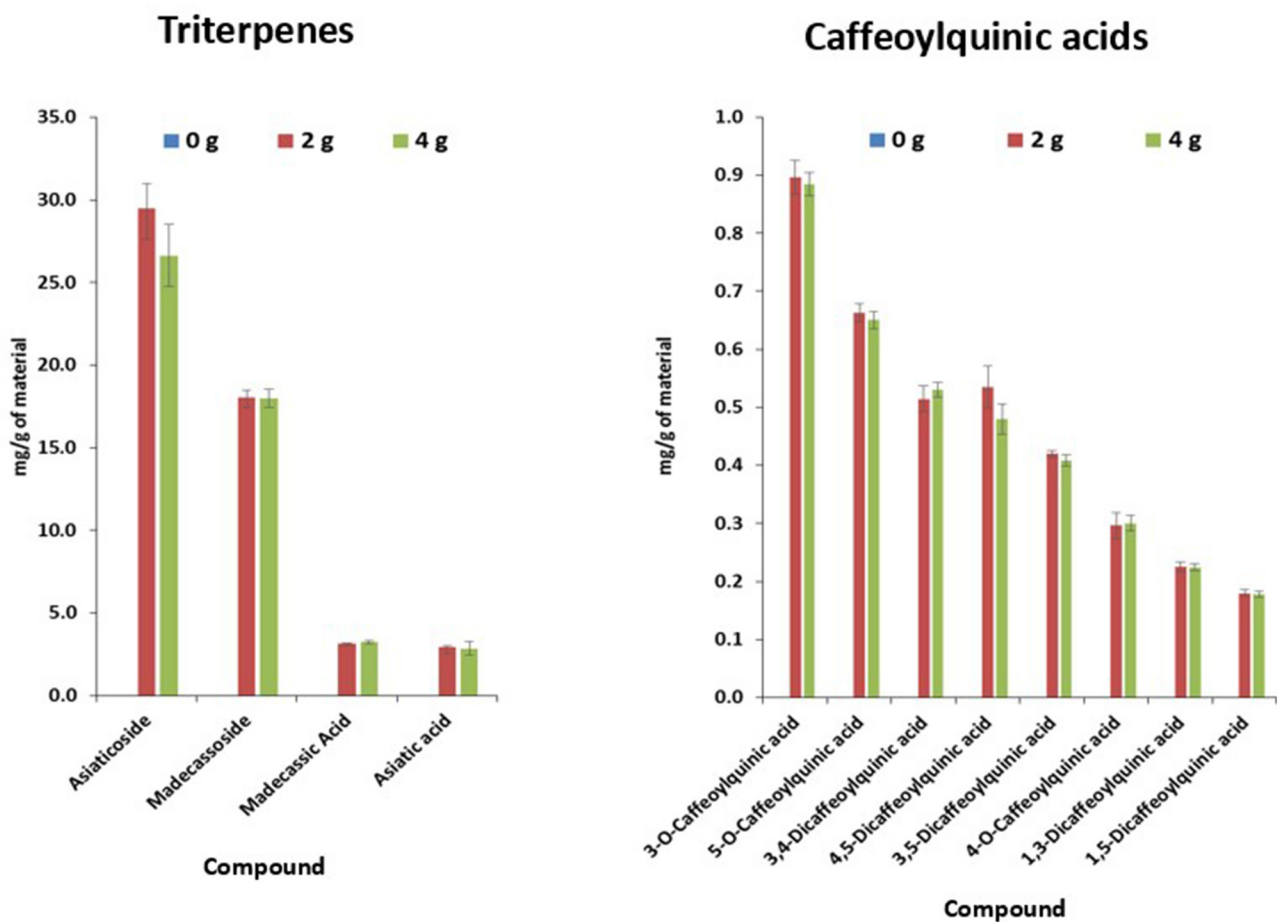 Triterpenes
35.0
30.0
25.0
20.0
15.0
10.0
5.0
0.0
mg/g of material
0 g
2 g
4 g
Asiaticoside
Madecassoside
Madecassic Acid
Asiatic acid
Compound
Caffeoylquinic acids
1.0
0.9
0.8
0.7
0.6
0.5
0.4
0.3
0.2
0.1
0.0
mg/g of material
0 g
2 g
4 g
3-O-Caffeoylquinic acid
5-O-Caffeoylquinic acid
3,4-Dicaffeoylquinic acid
4,5-Dicaffeoylquinic acid
3,5-Dicaffeoylquinic acid
4-O-Caffeoylquinic acid
1,3-Dicaffeoylquinic acid
1,5-Dicaffeoylquinic acid
Compound